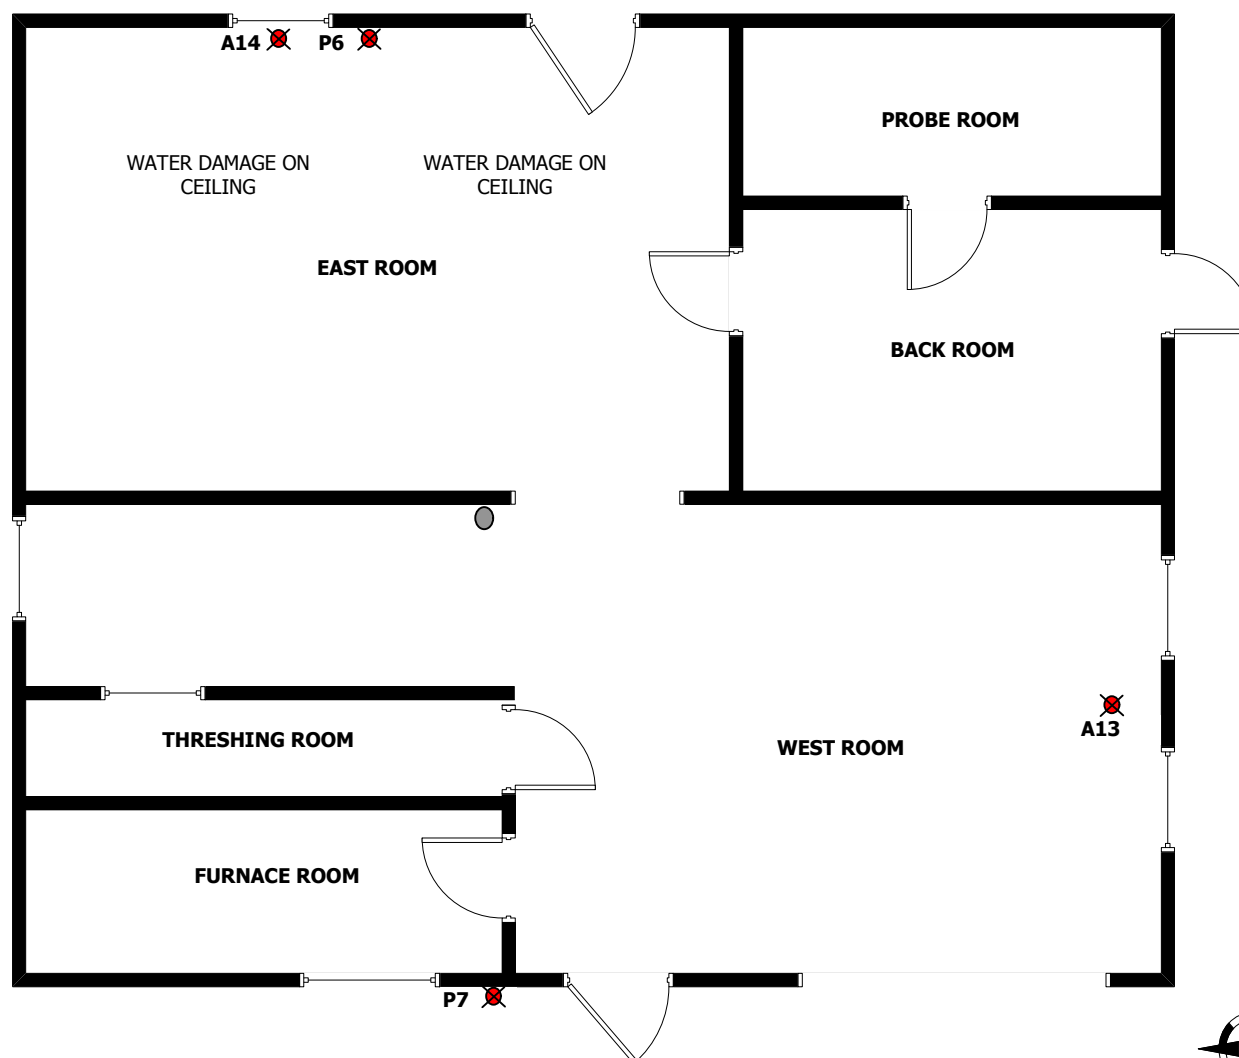 A14 P6
PROBE ROOM
WATER DAMAGE ON
CEILING
WATER DAMAGE ON
CEILING
EAST ROOM
BACK ROOM
THRESHING ROOM
WEST ROOM
A13
FURNACE ROOM
P7